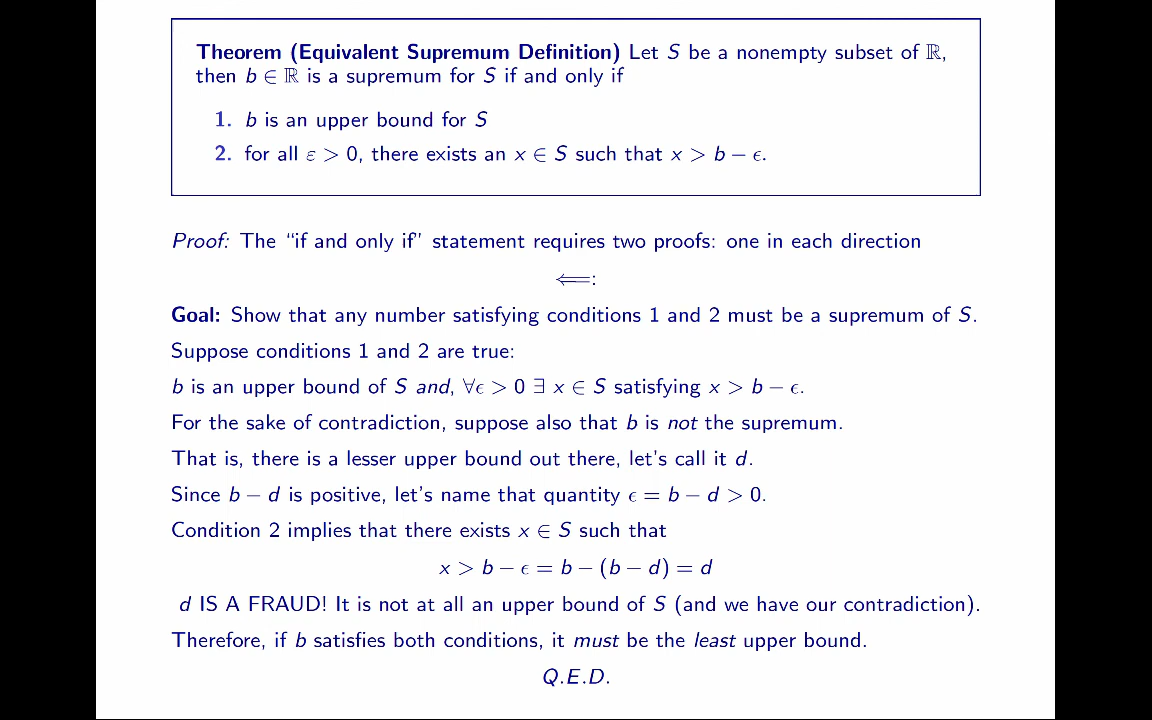 Theorem (Equivalent Supremum Definition) Let S be a nonempty subset of ℝ,
then b ∈ ℝ is a supremum for S if and only if
1. b is an upper bound for S
2. for all ε > 0, there exists an x ∈ S such that x > b − ϵ.
Proof: The “if and only if” statement requires two proofs: one in each direction
⟸:
Goal: Show that any number satisfying conditions 1 and 2 must be a supremum of S.
Suppose conditions 1 and 2 are true:
b is an upper bound of S and, ∀ϵ > 0 ∃ x ∈ S satisfying x > b − ϵ.
For the sake of contradiction, suppose also that b is not the supremum.
That is, there is a lesser upper bound out there, let's call it d.
Since b − d is positive, let's name that quantity ϵ = b − d > 0.
Condition 2 implies that there exists x ∈ S such that
x > b − ϵ = b − (b − d) = d
d IS A FRAUD! It is not at all an upper bound of S (and we have our contradiction).
Therefore, if b satisfies both conditions, it must be the least upper bound.
Q.E.D.